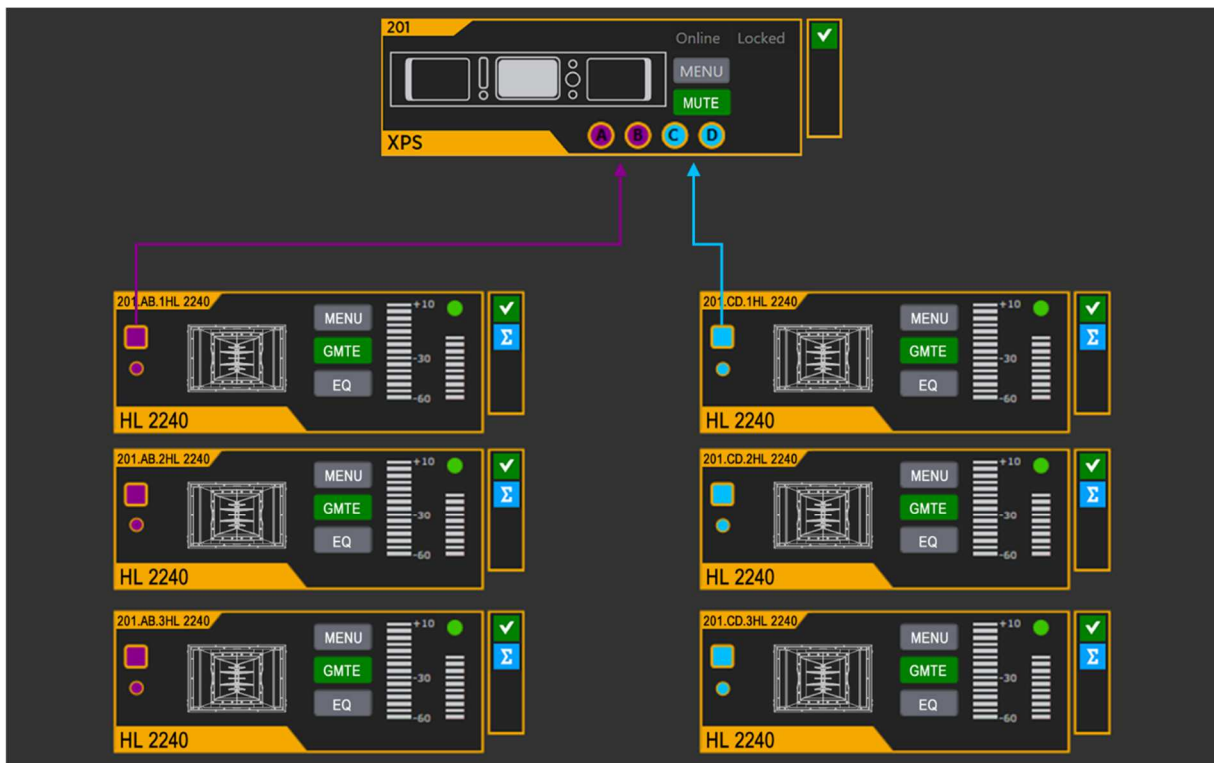 201
Online Locked
MENU
MUTE
A B C D
XPS
201.AB.1HL 2240
MENU
GMTE
EQ
+10
-30
-60
Σ
HL 2240
201.CD.1HL 2240
MENU
GMTE
EQ
+10
-30
-60
Σ
HL 2240
201.AB.2HL 2240
MENU
GMTE
EQ
+10
-30
-60
Σ
HL 2240
201.CD.2HL 2240
MENU
GMTE
EQ
+10
-30
-60
Σ
HL 2240
201.AB.3HL 2240
MENU
GMTE
EQ
+10
-30
-60
Σ
HL 2240
201.CD.3HL 2240
MENU
GMTE
EQ
+10
-30
-60
Σ
HL 2240